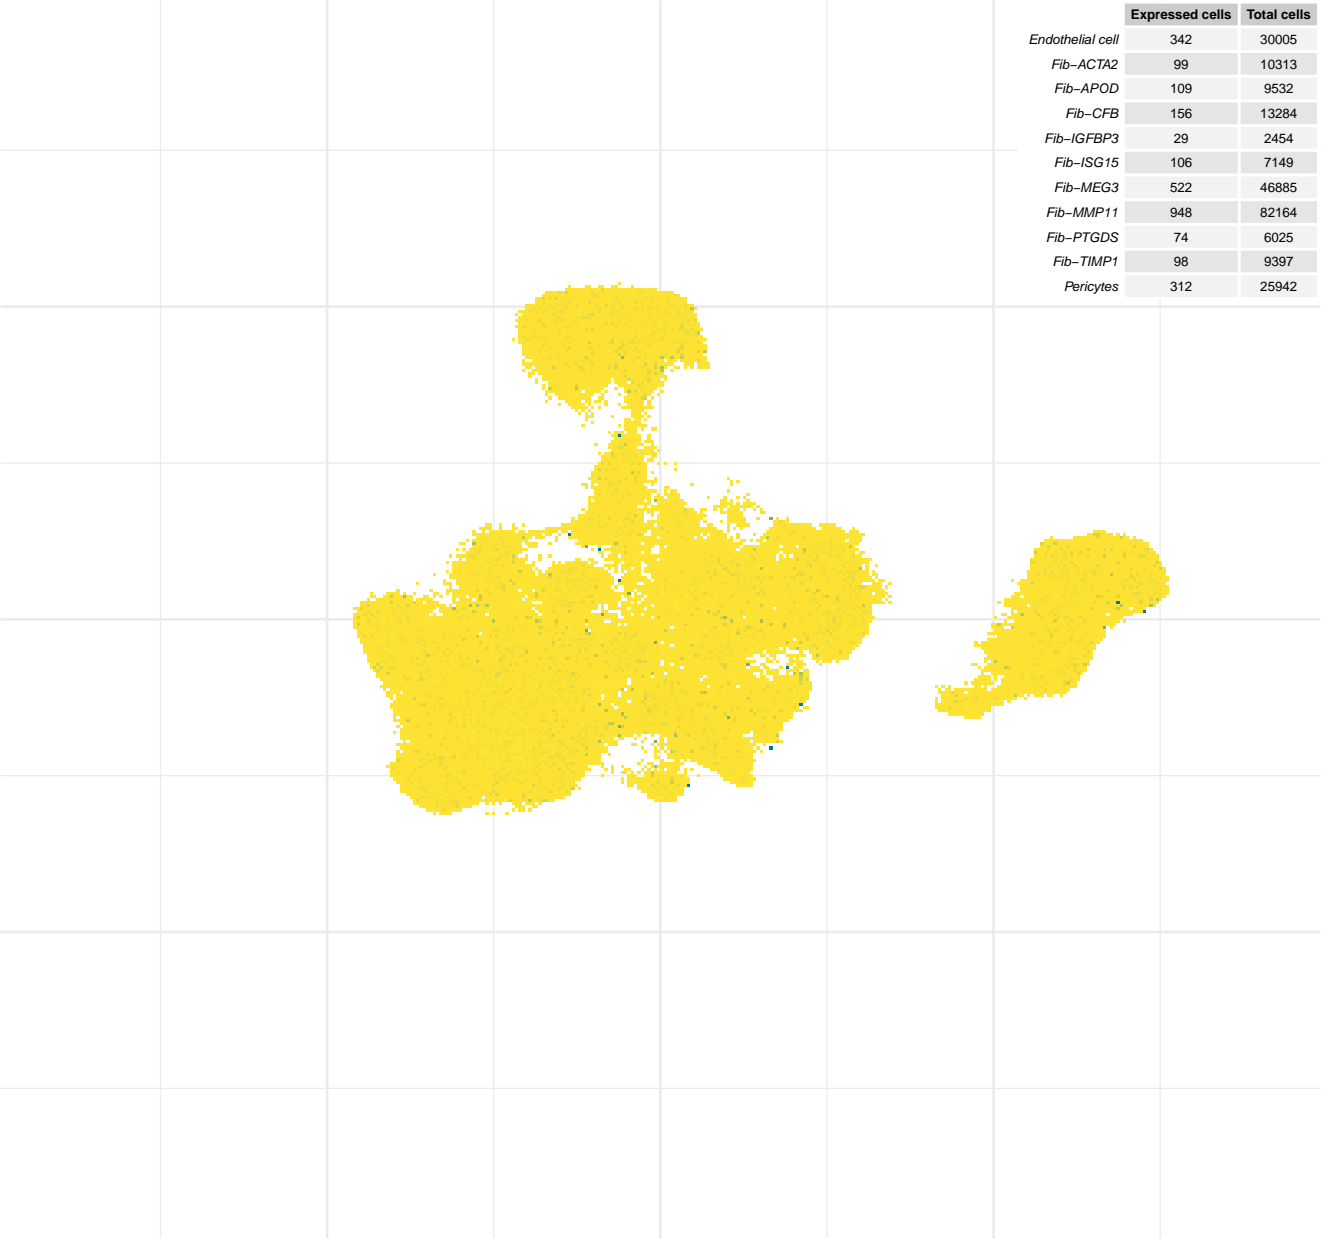 Expressed cells Total cells
Endothelial cell 342 30005
Fib−ACTA2 99 10313
Fib−APOD 109 9532
Fib−CFB 156 13284
Fib−IGFBP3 29 2454
Fib−ISG15 106 7149
Fib−MEG3 522 46885
Fib−MMP11 948 82164
Fib−PTGDS 74 6025
Fib−TIMP1 98 9397
Pericytes 312 25942